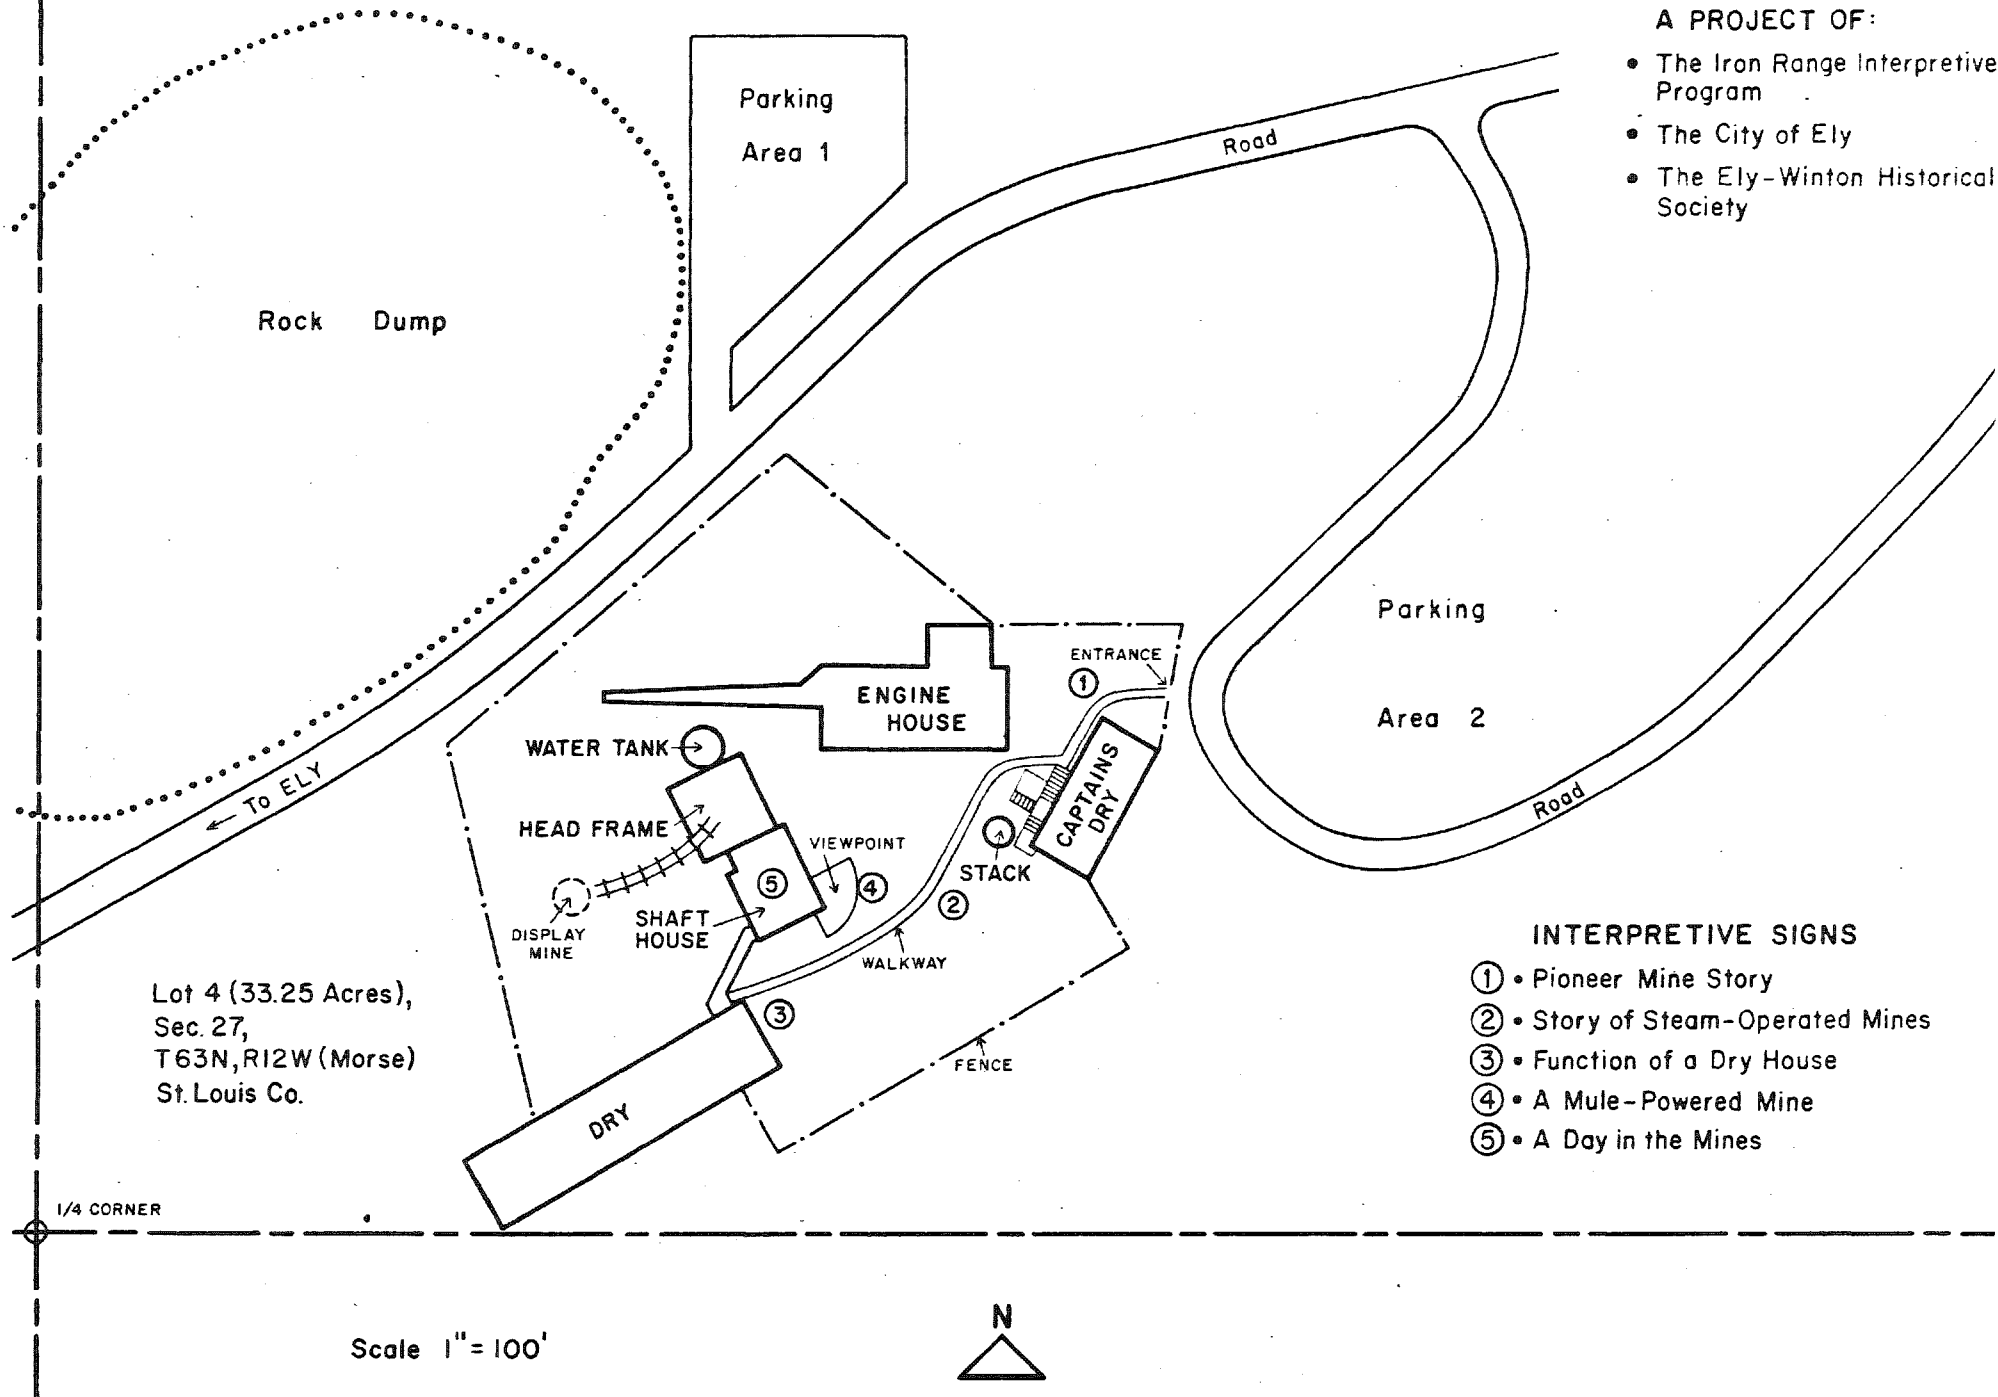 A PROJECT OF:
• The Iron Range Interpretive
Program
• The City of Ely
• The Ely-Winton Historical
Society
Parking
Area 1
Road
Rock Dump
Parking
Area 2
Road
ENTRANCE
1
ENGINE
HOUSE
WATER TANK
← To ELY
CAPTAINS
DRY
HEAD FRAME
VIEWPOINT
STACK
5
4
2
SHAFT
HOUSE
DISPLAY
MINE
WALKWAY
3
FENCE
DRY
Lot 4 (33.25 Acres),
Sec. 27,
T63N, R12W (Morse)
St. Louis Co.
INTERPRETIVE SIGNS
1 • Pioneer Mine Story
2 • Story of Steam-Operated Mines
3 • Function of a Dry House
4 • A Mule-Powered Mine
5 • A Day in the Mines
1/4 CORNER
Scale 1" = 100'
N